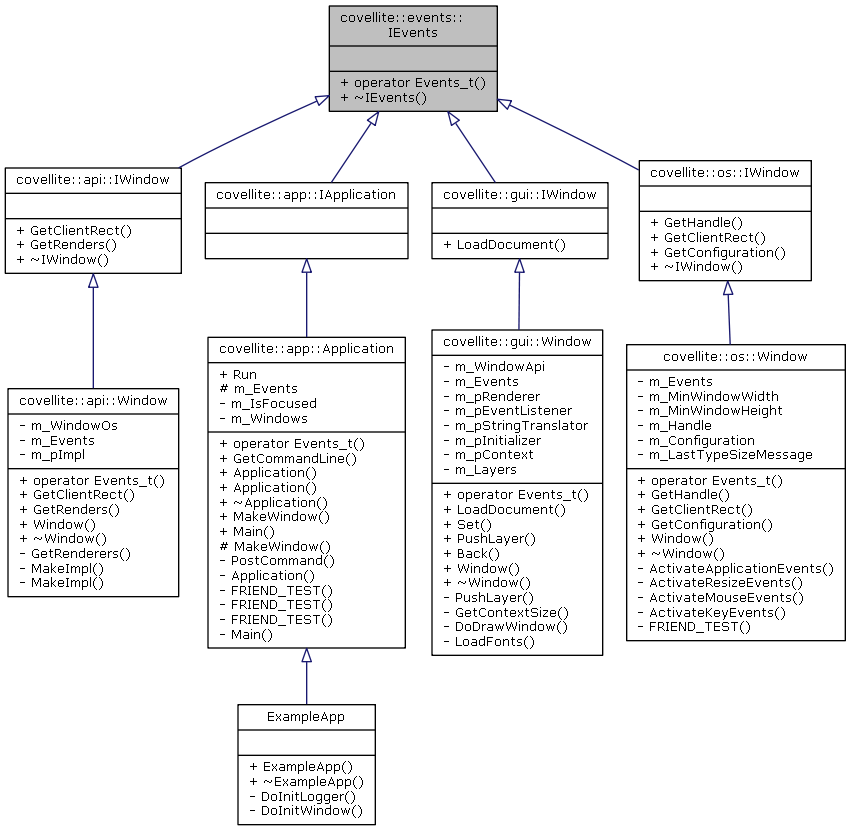 covellite::events::
IEvents
+ operator Events_t()
+ ~IEvents()
covellite::api::IWindow
+ GetClientRect()
+ GetRenders()
+ ~IWindow()
covellite::app::IApplication
covellite::gui::IWindow
+ LoadDocument()
covellite::os::IWindow
+ GetHandle()
+ GetClientRect()
+ GetConfiguration()
+ ~IWindow()
covellite::api::Window
- m_WindowOs
- m_Events
- m_pImpl
+ operator Events_t()
+ GetClientRect()
+ GetRenders()
+ Window()
+ ~Window()
- GetRenderers()
- MakeImpl()
- MakeImpl()
covellite::app::Application
+ Run
# m_Events
- m_IsFocused
- m_Windows
+ operator Events_t()
+ GetCommandLine()
+ Application()
+ Application()
+ ~Application()
+ MakeWindow()
+ Main()
# MakeWindow()
- PostCommand()
- Application()
- FRIEND_TEST()
- FRIEND_TEST()
- FRIEND_TEST()
- Main()
covellite::gui::Window
- m_WindowApi
- m_Events
- m_pRenderer
- m_pEventListener
- m_pStringTranslator
- m_pInitializer
- m_pContext
- m_Layers
+ operator Events_t()
+ LoadDocument()
+ Set()
+ PushLayer()
+ Back()
+ Window()
+ ~Window()
- PushLayer()
- GetContextSize()
- DoDrawWindow()
- LoadFonts()
covellite::os::Window
- m_Events
- m_MinWindowWidth
- m_MinWindowHeight
- m_Handle
- m_Configuration
- m_LastTypeSizeMessage
+ operator Events_t()
+ GetHandle()
+ GetClientRect()
+ GetConfiguration()
+ Window()
+ ~Window()
- ActivateApplicationEvents()
- ActivateResizeEvents()
- ActivateMouseEvents()
- ActivateKeyEvents()
- FRIEND_TEST()
ExampleApp
+ ExampleApp()
+ ~ExampleApp()
- DoInitLogger()
- DoInitWindow()